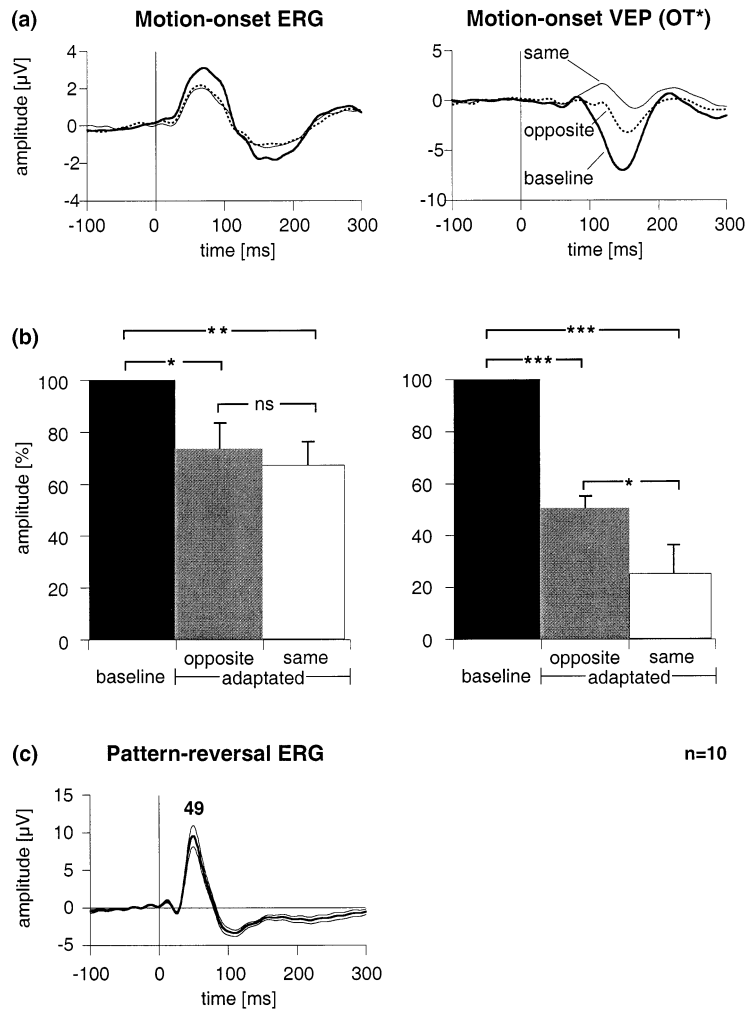 (a) Motion-onset ERG Motion-onset VEP (OT*)
amplitude [µV]
4
2
0
-2
-4
-100 0 100 200 300
time [ms]
5
0
-5
-10
same
opposite
baseline
-100 0 100 200 300
time [ms]
(b)
** 
*
ns
amplitude [%]
100
80
60
40
20
0
baseline
opposite same
adaptated
***
***
*
100
80
60
40
20
0
baseline
opposite same
adaptated
(c) Pattern-reversal ERG n=10
amplitude [µV]
15
10
5
0
-5
49
-100 0 100 200 300
time [ms]